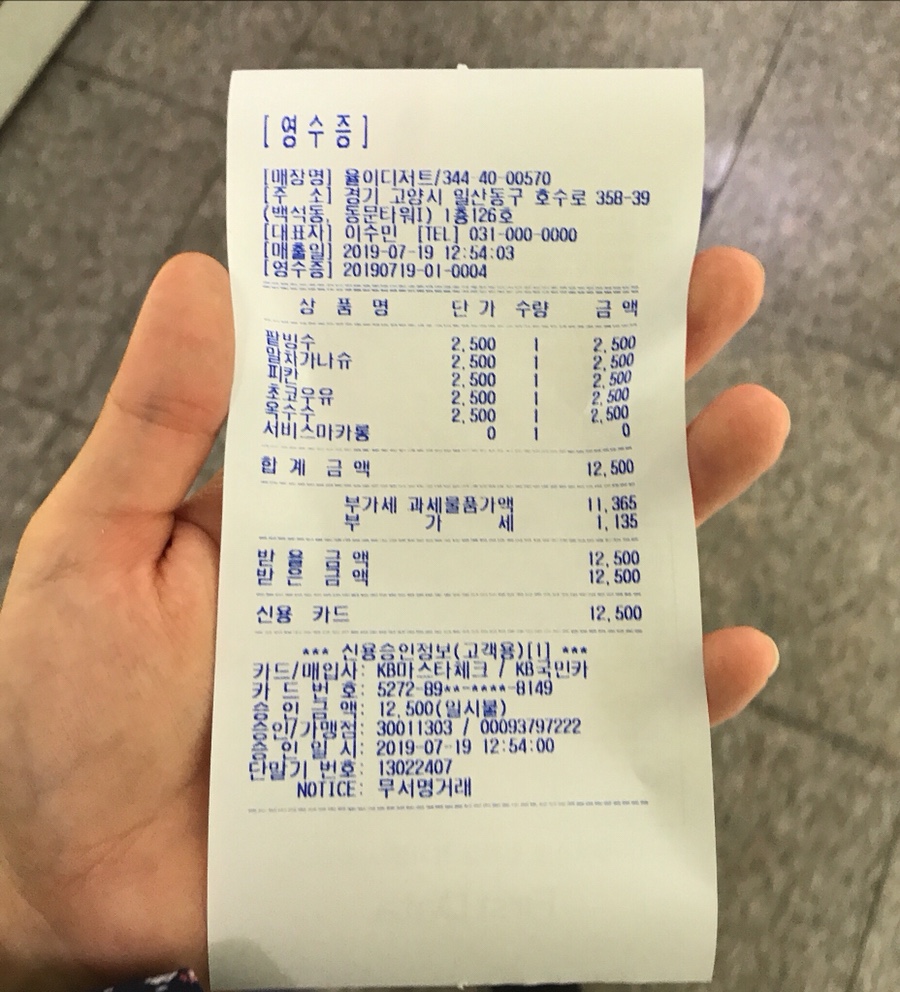 [영수증]
[매장명] 율이디저트/344-40-00570
[주 소] 경기 고양시 일산동구 호수로 358-39
(백석동, 동문타워I) 1층126호
[대표자] 이수민 [TEL] 031-000-0000
[매출일] 2019-07-19 12:54:03
[영수증] 20190719-01-0004
상 품 명 단 가 수량 금 액
팥빙수 2,500 1 2,500
말차가나슈 2,500 1 2,500
피칸 2,500 1 2,500
초코우유 2,500 1 2,500
옥수수 2,500 1 2,500
서비스마카롱 0 1 0
합 계 금 액 12,500
부가세 과세물품가액 11,365
부 가 세 1,135
받 을 금 액 12,500
받 은 금 액 12,500
신용 카드 12,500
*** 신용승인정보(고객용)[1] ***
카드/매입사: KB마스타체크 / KB국민카
카 드 번 호: 5272-89**-****-8149
승 인 금 액: 12,500(일시불)
승인/가맹점: 30011303 / 00093797222
승 인 일 시: 2019-07-19 12:54:00
단말기 번호: 13022407
NOTICE: 무서명거래